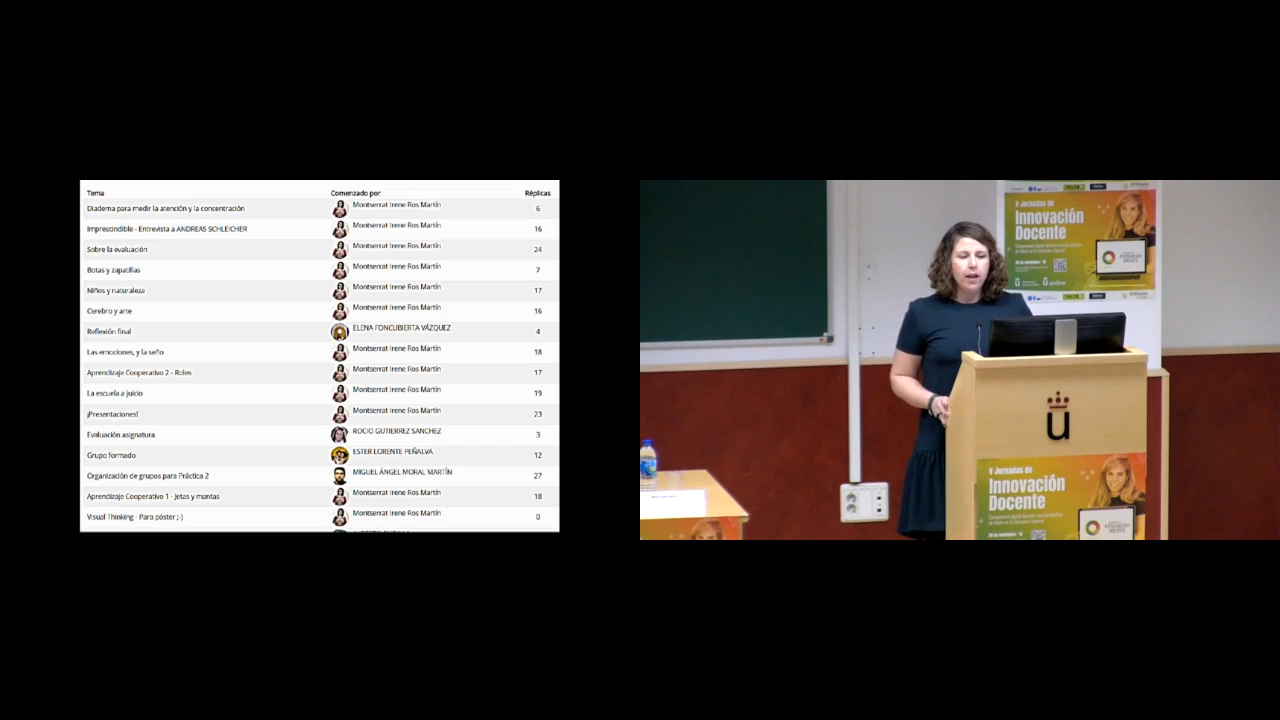 Tema Comenzado por Réplicas
Diadema para medir la atención y la concentración Montserrat Irene Ros Martín 6
Imprescindible - Entrevista a ANDREAS SCHLEICHER Montserrat Irene Ros Martín 16
Sobre la evaluación Montserrat Irene Ros Martín 24
Botas y zapatillas Montserrat Irene Ros Martín 7
Niños y naturaleza Montserrat Irene Ros Martín 17
Cerebro y arte Montserrat Irene Ros Martín 16
Reflexión final ELENA FONCUBIERTA VÁZQUEZ 4
Las emociones, y la seño Montserrat Irene Ros Martín 18
Aprendizaje Cooperativo 2 - Roles Montserrat Irene Ros Martín 17
La escuela a juicio Montserrat Irene Ros Martín 19
¡Presentaciones! Montserrat Irene Ros Martín 23
Evaluación asignatura ROCIO GUTIERREZ SANCHEZ 3
Grupo formado ESTER LORENTE PEÑALVA 12
Organización de grupos para Práctica 2 MIGUEL ÁNGEL MORAL MARTÍN 27
Aprendizaje Cooperativo 1 - Jetas y mantas Montserrat Irene Ros Martín 18
Visual Thinking - Para póster ;-) Montserrat Irene Ros Martín 0
V Jornadas de
Innovación
Docente
online
ü
V Jornadas de
Innovación
Docente